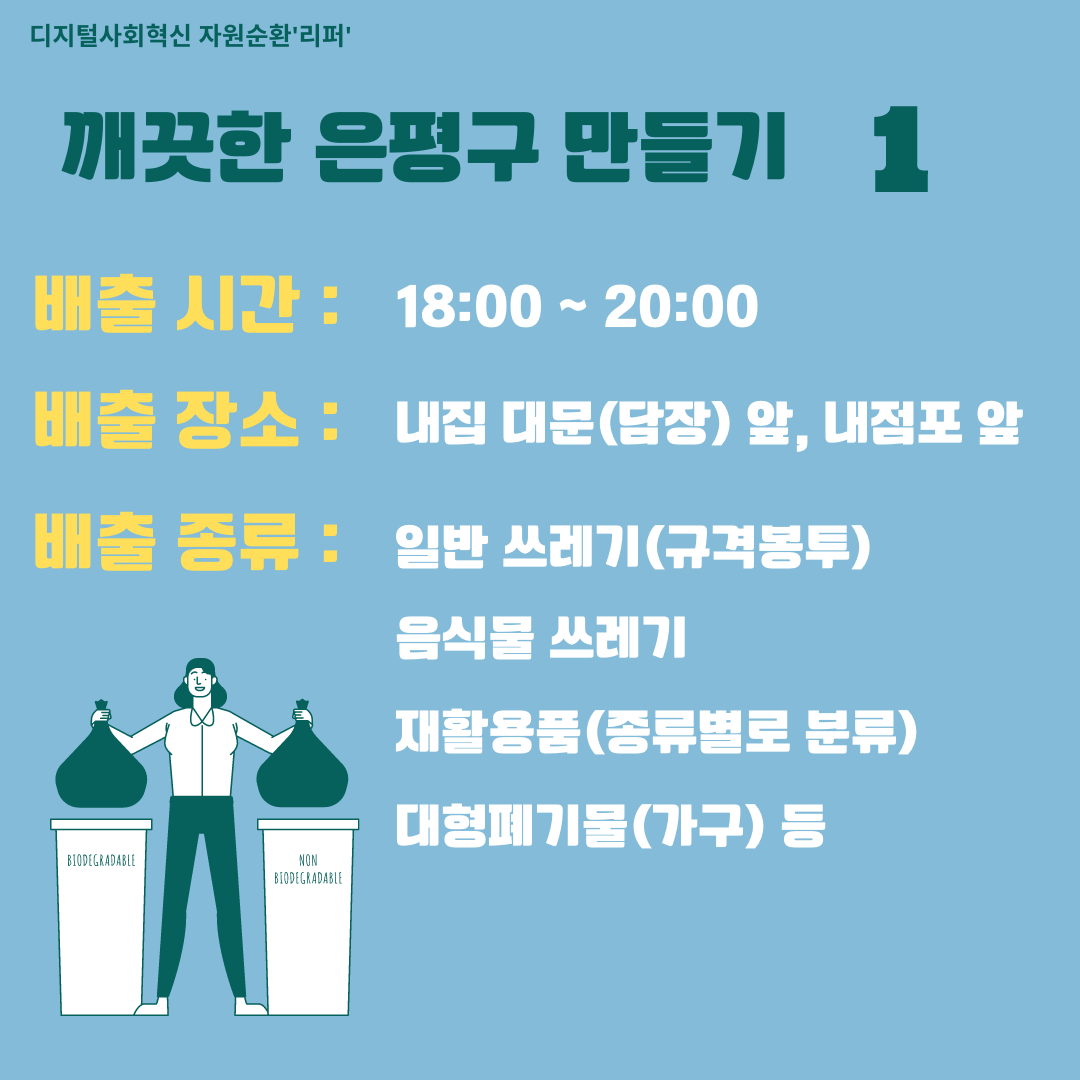 디지털사회혁신 자원순환'리퍼'
깨끗한 은평구 만들기 1
배출 시간 : 18:00 ~ 20:00
배출 장소 : 내집 대문(담장) 앞, 내점포 앞
배출 종류 : 일반 쓰레기(규격봉투)
음식물 쓰레기
재활용품(종류별로 분류)
대형폐기물(가구) 등
BIODEGRADABLE
NON
BIODEGRADABLE